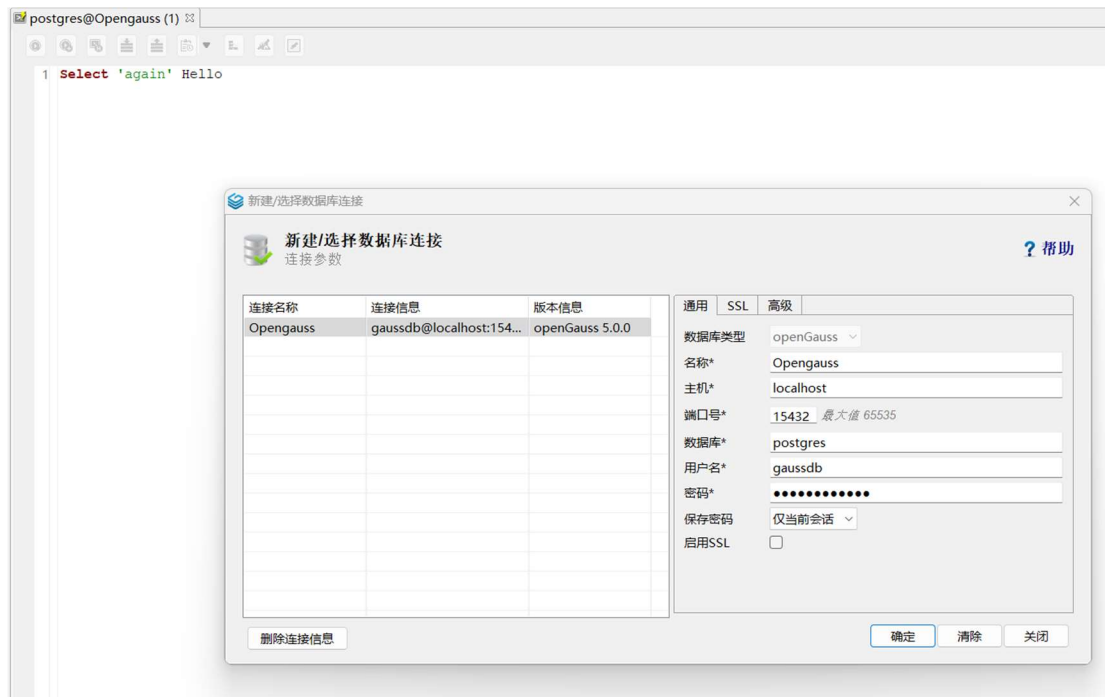 postgres@Opengauss (1)
1 Select 'again' Hello
新建/选择数据库连接
新建/选择数据库连接
连接参数
? 帮助
连接名称 连接信息 版本信息
Opengauss gaussdb@localhost:154... openGauss 5.0.0
通用 SSL 高级
数据库类型 openGauss
名称* Opengauss
主机* localhost
端口号* 15432 最大值 65535
数据库* postgres
用户名* gaussdb
密码* ●●●●●●●●●●●●
保存密码 仅当前会话
启用SSL
删除连接信息 确定 清除 关闭